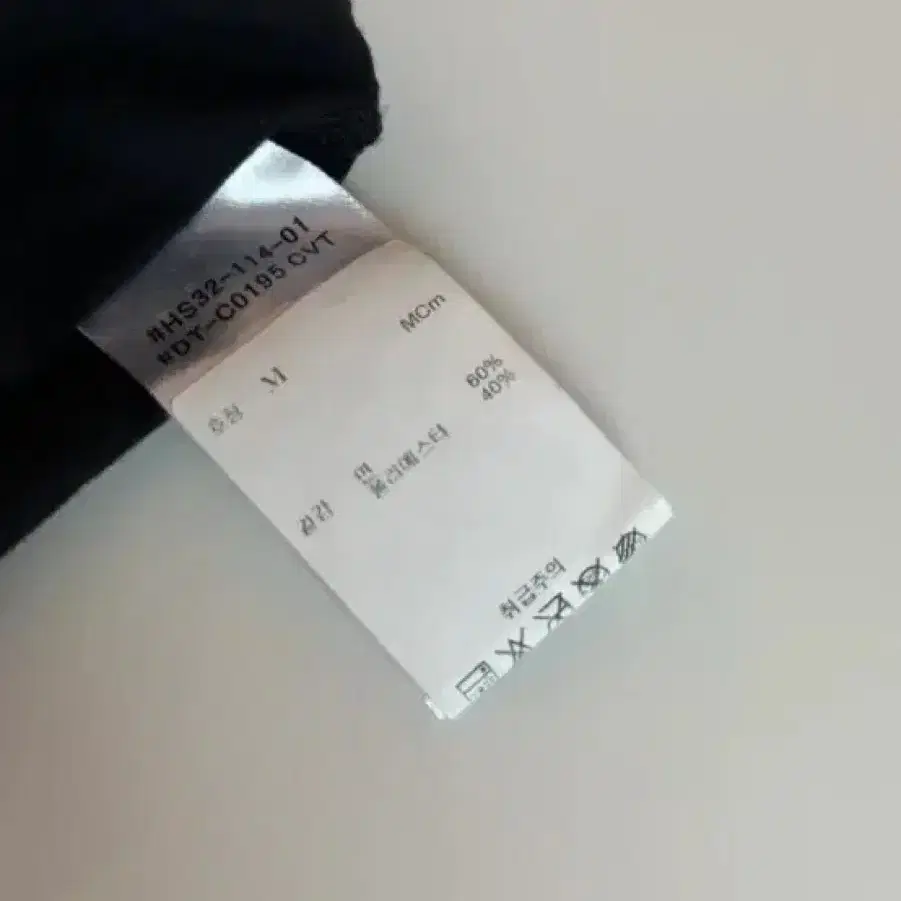 #HS32-114-01
#DT-C0195 CVT
호칭 M MCm
겉감 면 60%
폴리에스터 40%
취급주의